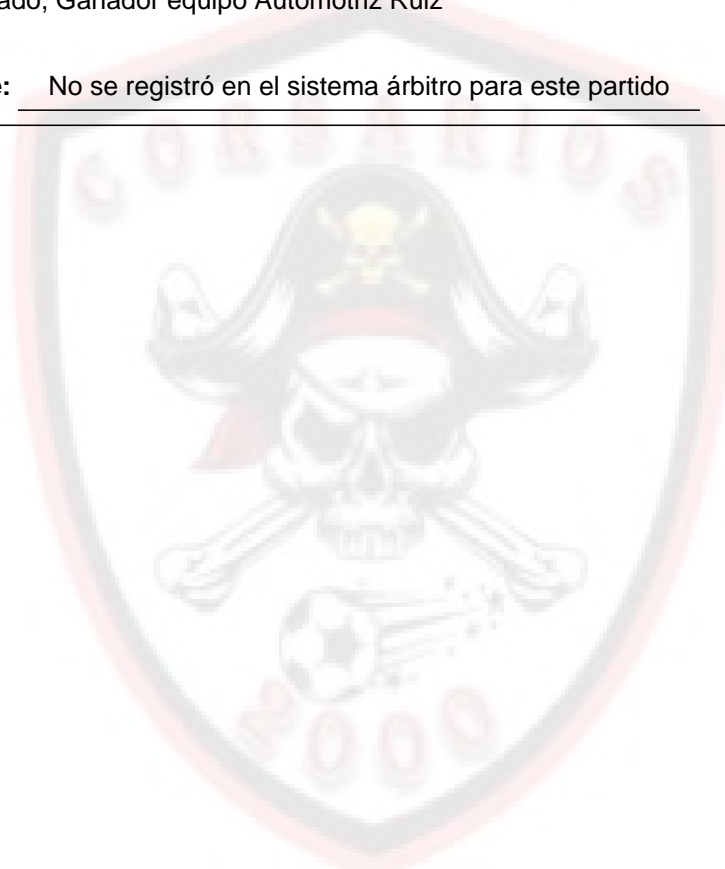 ado, Ganador equipo Automotriz Ruiz
e: No se registró en el sistema árbitro para este partido
CORSARIOS
2000